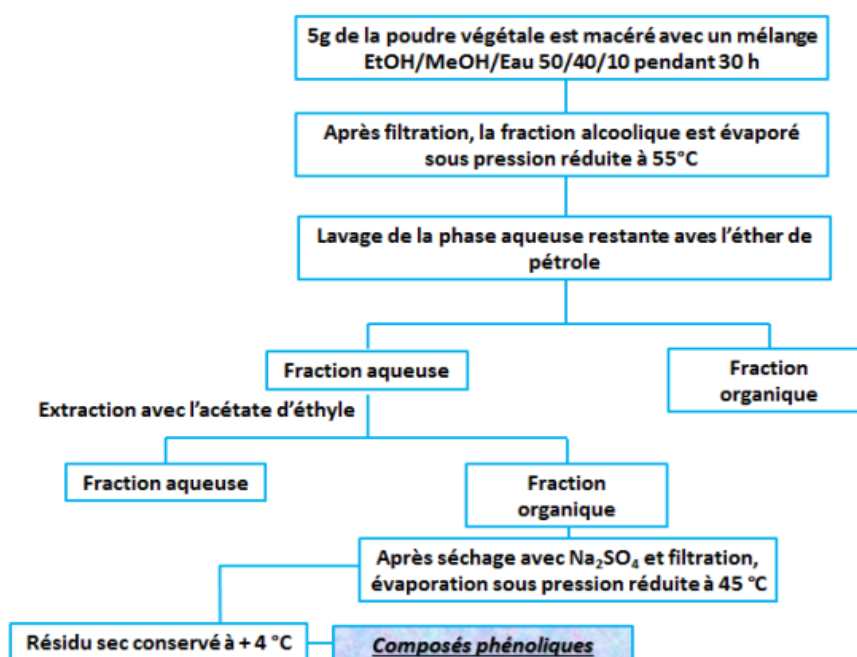 5g de la poudre végétale est macéré avec un mélange
EtOH/MeOH/Eau 50/40/10 pendant 30 h
Après filtration, la fraction alcoolique est évaporé
sous pression réduite à 55°C
Lavage de la phase aqueuse restante aves l'éther de
pétrole
Fraction aqueuse
Fraction
organique
Extraction avec l'acétate d'éthyle
Fraction aqueuse
Fraction
organique
Après séchage avec Na₂SO₄ et filtration,
évaporation sous pression réduite à 45 °C
Résidu sec conservé à + 4 °C
Composés phénoliques